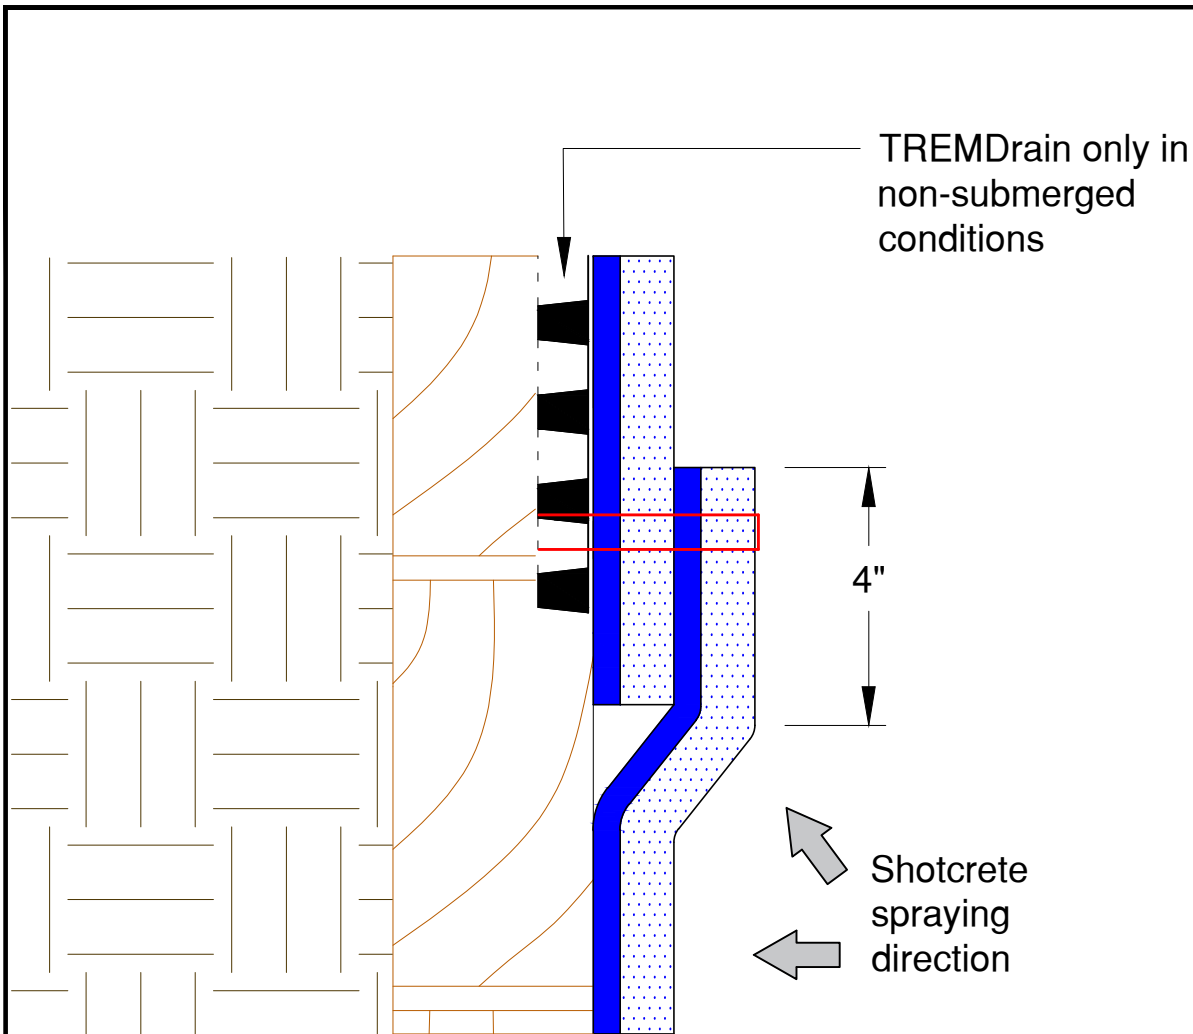 TREMDrain only in
non-submerged
conditions
4"
Shotcrete
spraying
direction